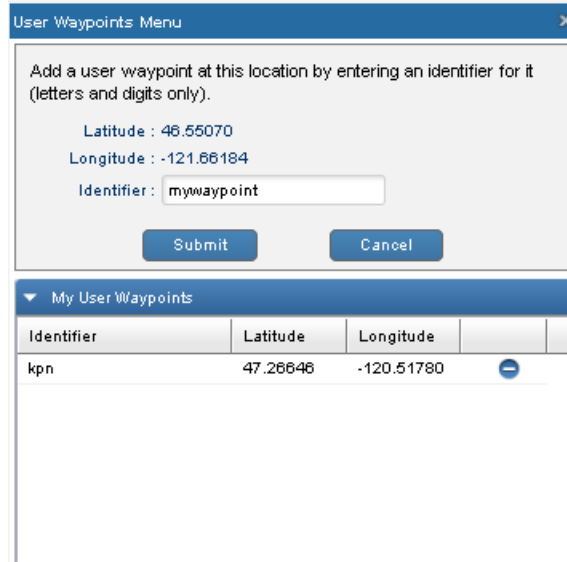 User Waypoints Menu
Add a user waypoint at this location by entering an identifier for it
(letters and digits only).
Latitude : 46.55070
Longitude : -121.66184
Identifier : mywaypoint
Submit Cancel
My User Waypoints
Identifier Latitude Longitude
kpn 47.26646 -120.51780